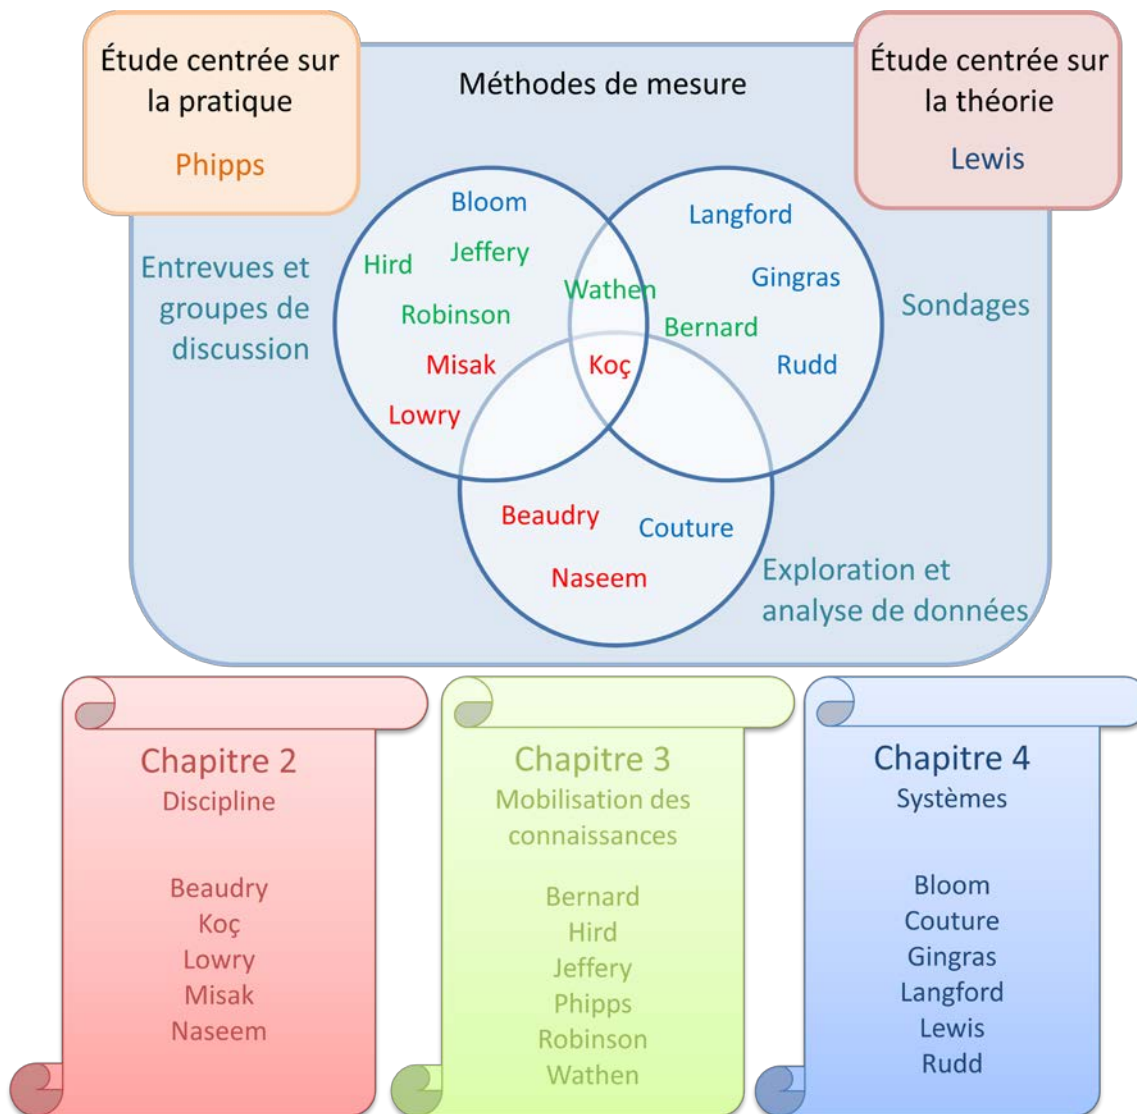 Étude centrée sur
la pratique
Phipps
Méthodes de mesure
Étude centrée sur
la théorie
Lewis
Entrevues et
groupes de
discussion
Bloom
Jeffery
Hird
Robinson
Misak
Lowry
Wathen
Koç
Langford
Gingras
Bernard
Rudd
Sondages
Beaudry
Couture
Naseem
Exploration et
analyse de données
Chapitre 2
Discipline
Beaudry
Koç
Lowry
Misak
Naseem
Chapitre 3
Mobilisation des
connaissances
Bernard
Hird
Jeffery
Phipps
Robinson
Wathen
Chapitre 4
Systèmes
Bloom
Couture
Gingras
Langford
Lewis
Rudd